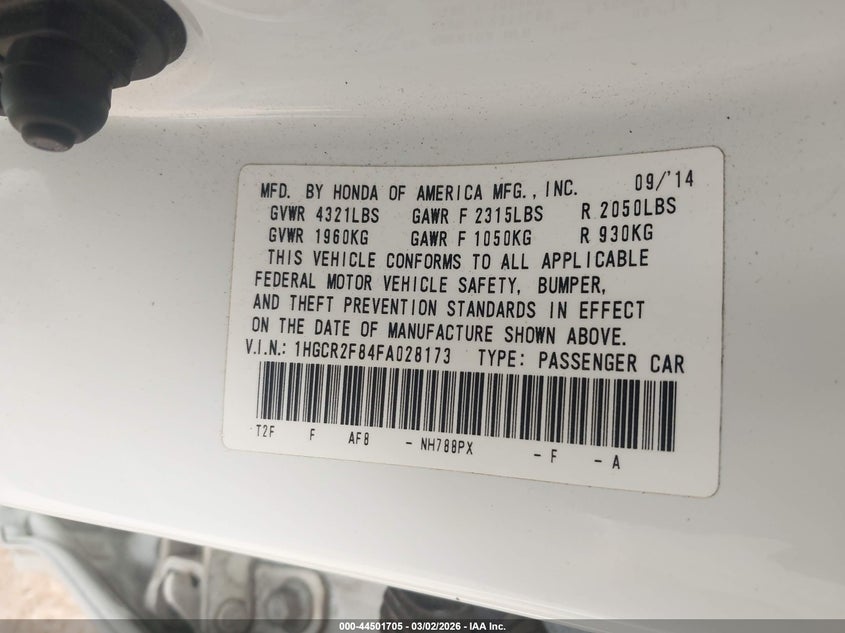 MFD. BY HONDA OF AMERICA MFG., INC. 09/'14
GVWR 4321LBS GAWR F 2315LBS R 2050LBS
GVWR 1960KG GAWR F 1050KG R 930KG
THIS VEHICLE CONFORMS TO ALL APPLICABLE
FEDERAL MOTOR VEHICLE SAFETY, BUMPER,
AND THEFT PREVENTION STANDARDS IN EFFECT
ON THE DATE OF MANUFACTURE SHOWN ABOVE.
V.I.N.: 1HGCR2F84FA028173 TYPE: PASSENGER CAR
T2F F AF8 - NH788PX - F - A
000-44501705 - 03/02/2026 - IAA Inc.